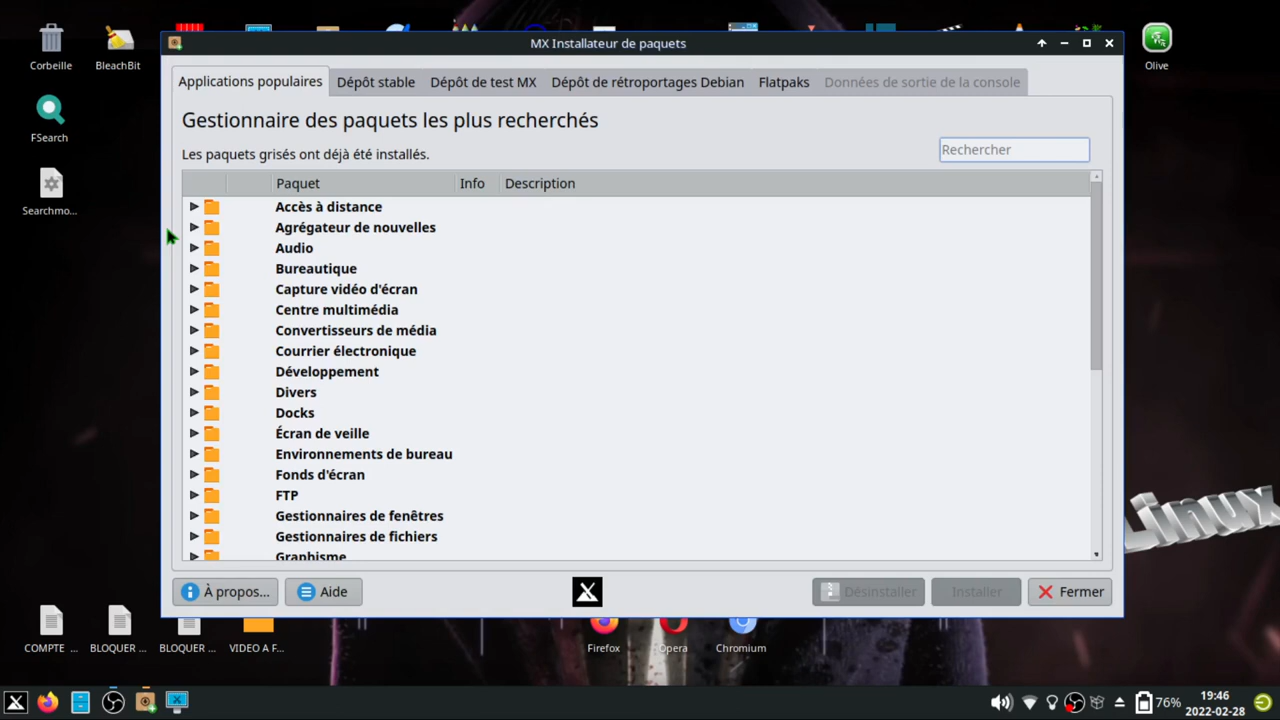 MX Installateur de paquets
Corbeille
BleachBit
Olive
Applications populaires
Dépôt stable
Dépôt de test MX
Dépôt de rétroportages Debian
Flatpaks
Données de sortie de la console
Gestionnaire des paquets les plus recherchés
FSearch
Les paquets grisés ont déjà été installés.
Rechercher
Paquet
Info
Description
Searchmo...
Accès à distance
Agrégateur de nouvelles
Audio
Bureautique
Capture vidéo d'écran
Centre multimédia
Convertisseurs de média
Courrier électronique
Développement
Divers
Docks
Écran de veille
Environnements de bureau
Fonds d'écran
FTP
Gestionnaires de fenêtres
Gestionnaires de fichiers
Graphisme
Linux
À propos...
Aide
Désinstaller
Installer
Fermer
COMPTE ...
BLOQUER ...
BLOQUER ...
VIDEO A F...
Firefox
Opera
Chromium
76%
19:46
2022-02-28